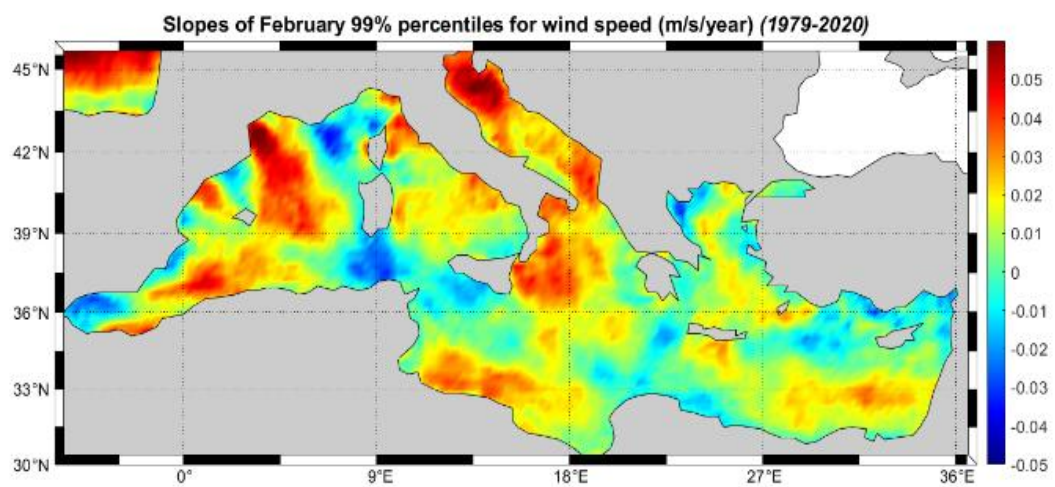 Slopes of February 99% percentiles for wind speed (m/s/year) (1979-2020)
45°N
42°N
39°N
36°N
33°N
30°N
0°
9°E
18°E
27°E
36°E
0.05
0.04
0.03
0.02
0.01
0
-0.01
-0.02
-0.03
-0.04
-0.05